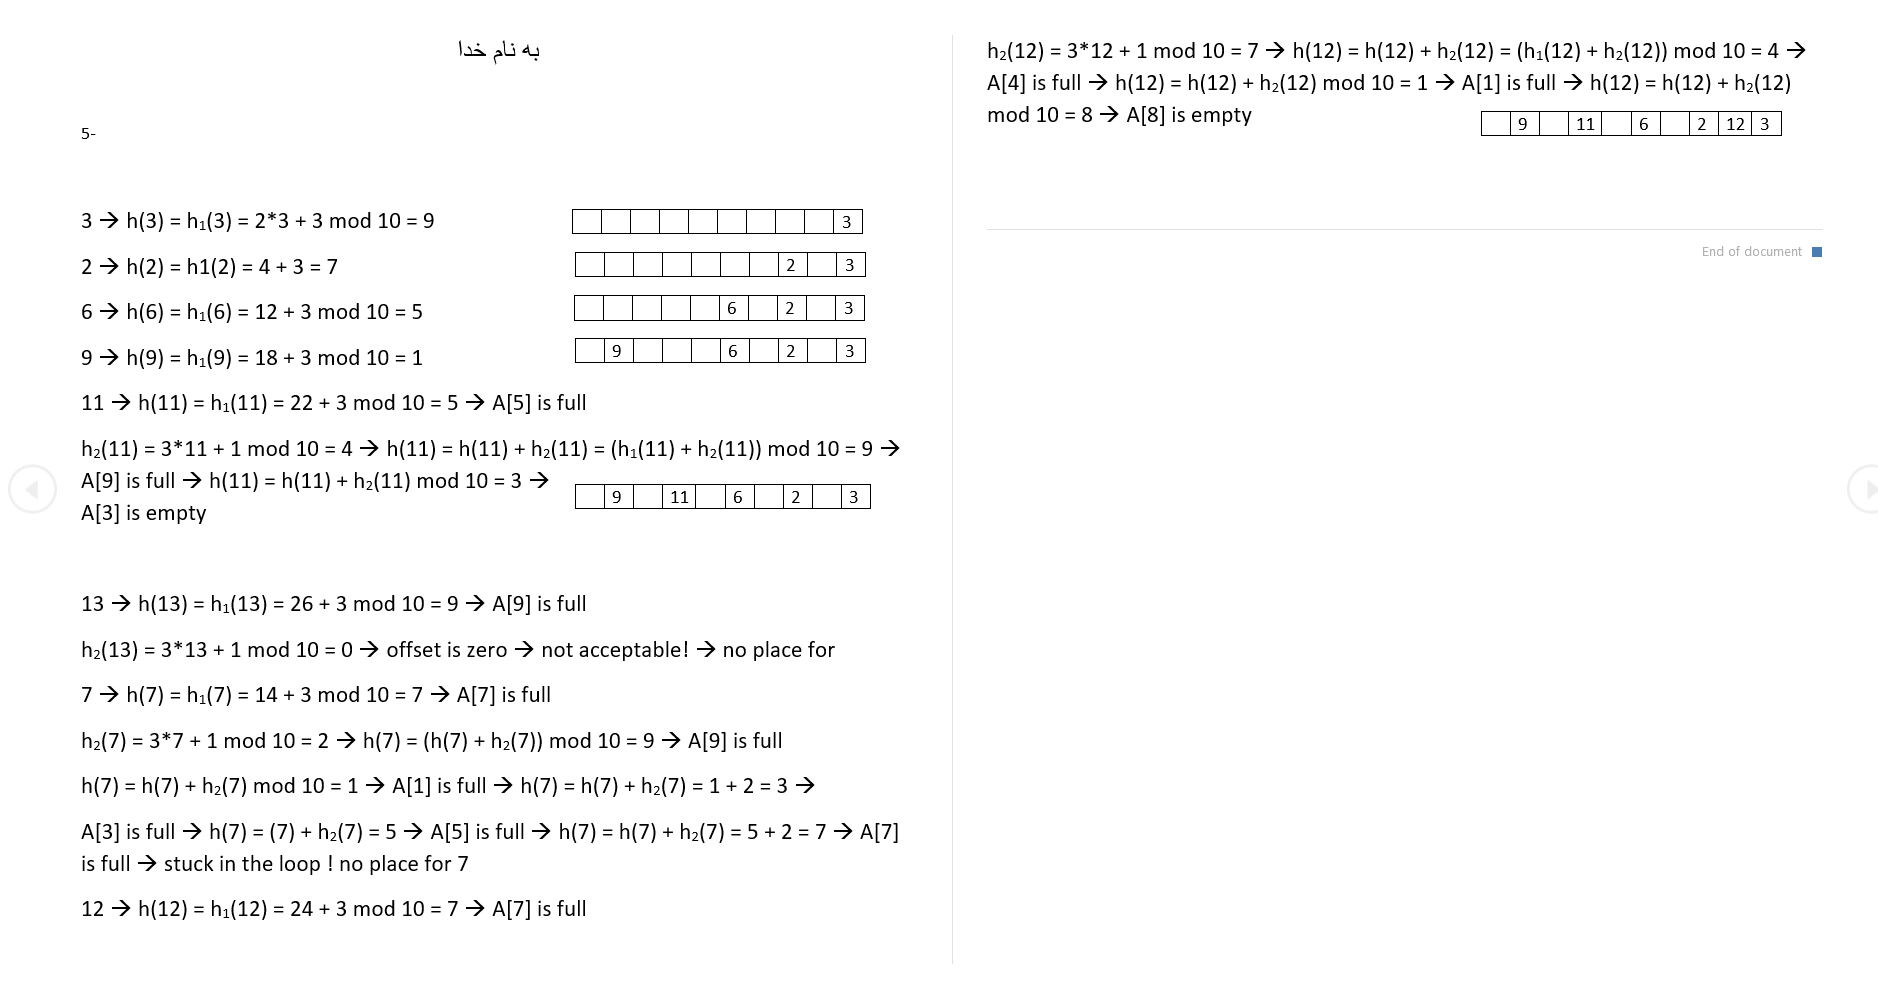 به نام خدا
5-
3 → h(3) = h₁(3) = 2*3 + 3 mod 10 = 9
3
2 → h(2) = h1(2) = 4 + 3 = 7
2 3
6 → h(6) = h₁(6) = 12 + 3 mod 10 = 5
6 2 3
9 → h(9) = h₁(9) = 18 + 3 mod 10 = 1
9 6 2 3
11 → h(11) = h₁(11) = 22 + 3 mod 10 = 5 → A[5] is full
h₂(11) = 3*11 + 1 mod 10 = 4 → h(11) = h(11) + h₂(11) = (h₁(11) + h₂(11)) mod 10 = 9 →
A[9] is full → h(11) = h(11) + h₂(11) mod 10 = 3 →
A[3] is empty
9 11 6 2 3
13 → h(13) = h₁(13) = 26 + 3 mod 10 = 9 → A[9] is full
h₂(13) = 3*13 + 1 mod 10 = 0 → offset is zero → not acceptable! → no place for
7 → h(7) = h₁(7) = 14 + 3 mod 10 = 7 → A[7] is full
h₂(7) = 3*7 + 1 mod 10 = 2 → h(7) = (h(7) + h₂(7)) mod 10 = 9 → A[9] is full
h(7) = h(7) + h₂(7) mod 10 = 1 → A[1] is full → h(7) = h(7) + h₂(7) = 1 + 2 = 3 →
A[3] is full → h(7) = (7) + h₂(7) = 5 → A[5] is full → h(7) = h(7) + h₂(7) = 5 + 2 = 7 → A[7]
is full → stuck in the loop ! no place for 7
12 → h(12) = h₁(12) = 24 + 3 mod 10 = 7 → A[7] is full
h₂(12) = 3*12 + 1 mod 10 = 7 → h(12) = h(12) + h₂(12) = (h₁(12) + h₂(12)) mod 10 = 4 →
A[4] is full → h(12) = h(12) + h₂(12) mod 10 = 1 → A[1] is full → h(12) = h(12) + h₂(12)
mod 10 = 8 → A[8] is empty
9 11 6 2 12 3
End of document